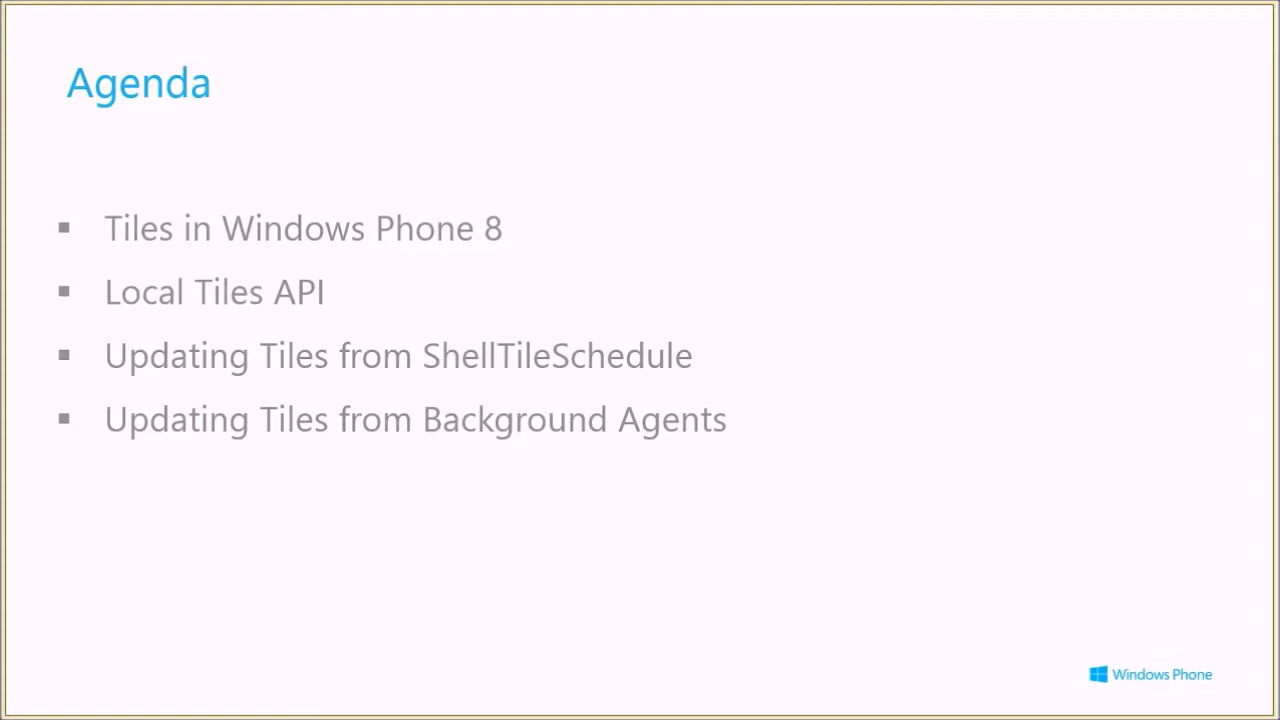 Agenda
▪ Tiles in Windows Phone 8
▪ Local Tiles API
▪ Updating Tiles from ShellTileSchedule
▪ Updating Tiles from Background Agents
Windows Phone